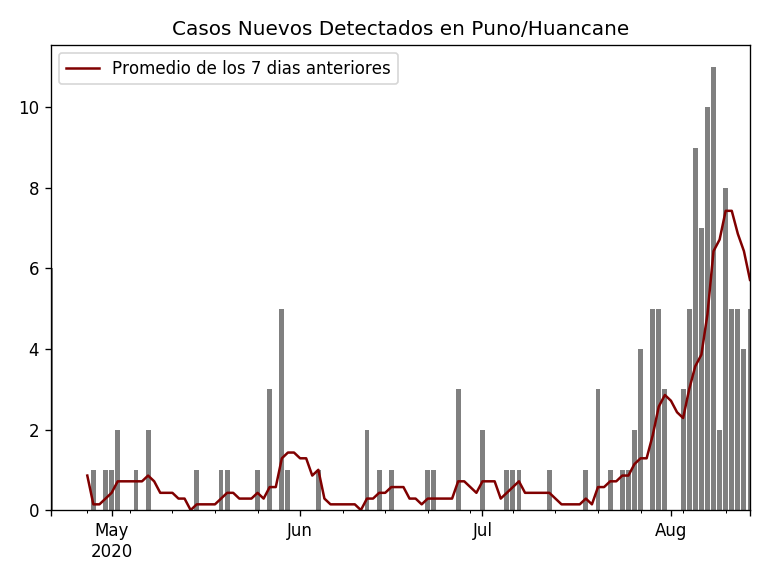 Casos Nuevos Detectados en Puno/Huancane
Promedio de los 7 dias anteriores
10
8
6
4
2
0
May Jun Jul Aug
2020